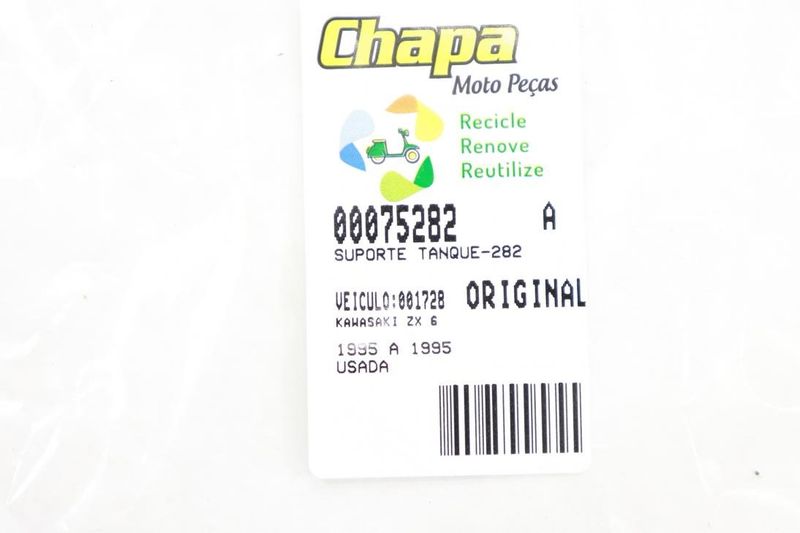 Chapa
Moto Peças
Recicle
Renove
Reutilize
00075282 A
SUPORTE TANQUE-282
VEICULO:001728 ORIGINAL
KAWASAKI ZX 6
1995 A 1995
USADA